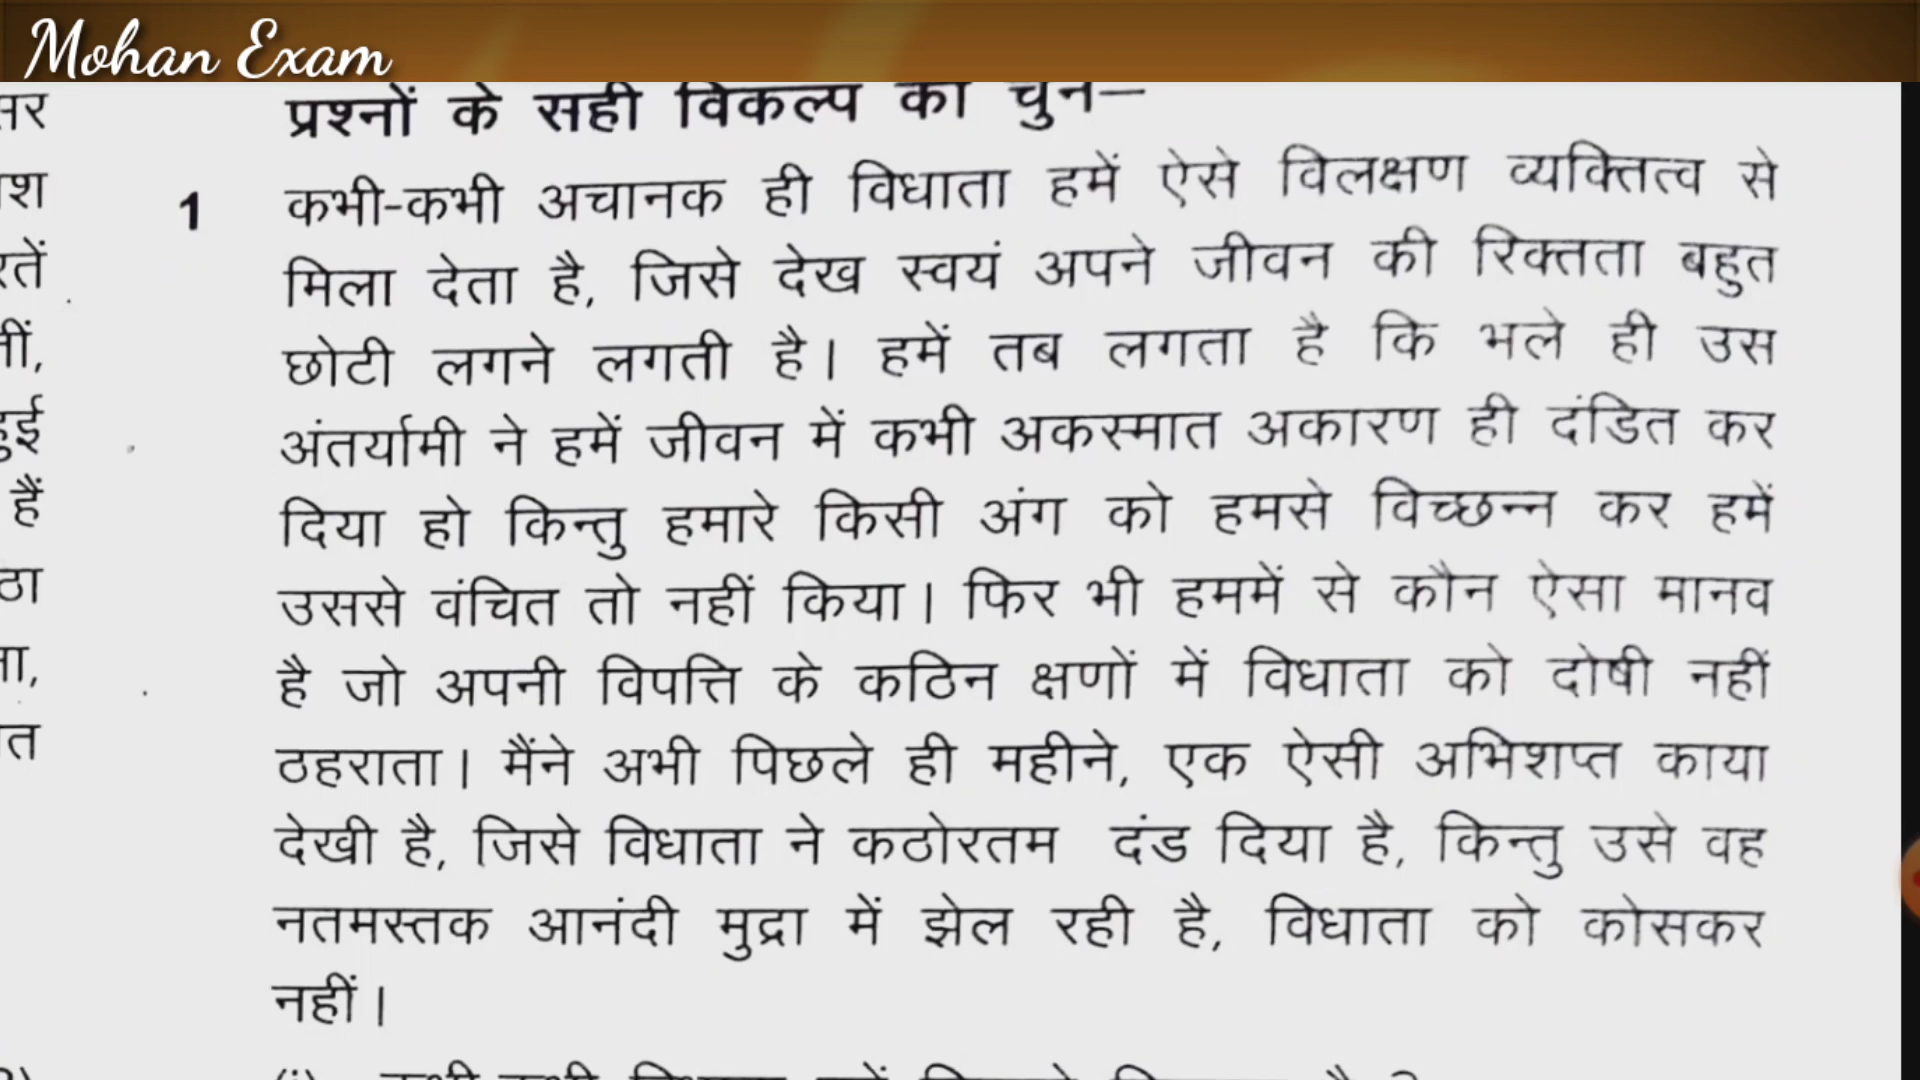 Mohan Exam
प्रश्नों के सही विकल्प का चुन–
सर
1 कभी-कभी अचानक ही विधाता हमें ऐसे विलक्षण व्यक्तित्व से
मिला देता है, जिसे देख स्वयं अपने जीवन की रिक्तता बहुत
छोटी लगने लगती है। हमें तब लगता है कि भले ही उस
अंतर्यामी ने हमें जीवन में कभी अकस्मात अकारण ही दंडित कर
दिया हो किन्तु हमारे किसी अंग को हमसे विच्छन्न कर हमें
उससे वंचित तो नहीं किया। फिर भी हममें से कौन ऐसा मानव
है जो अपनी विपत्ति के कठिन क्षणों में विधाता को दोषी नहीं
ठहराता। मैंने अभी पिछले ही महीने, एक ऐसी अभिशप्त काया
देखी है, जिसे विधाता ने कठोरतम दंड दिया है, किन्तु उसे वह
नतमस्तक आनंदी मुद्रा में झेल रही है, विधाता को कोसकर
नहीं।
हैं